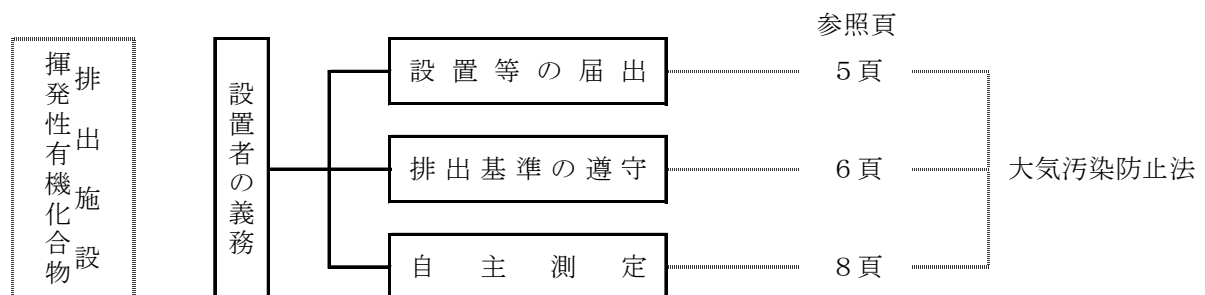 参照頁
揮発性有機化合物
排出施設
設置者の義務
設置等の届出
5頁
排出基準の遵守
6頁
大気汚染防止法
自主測定
8頁